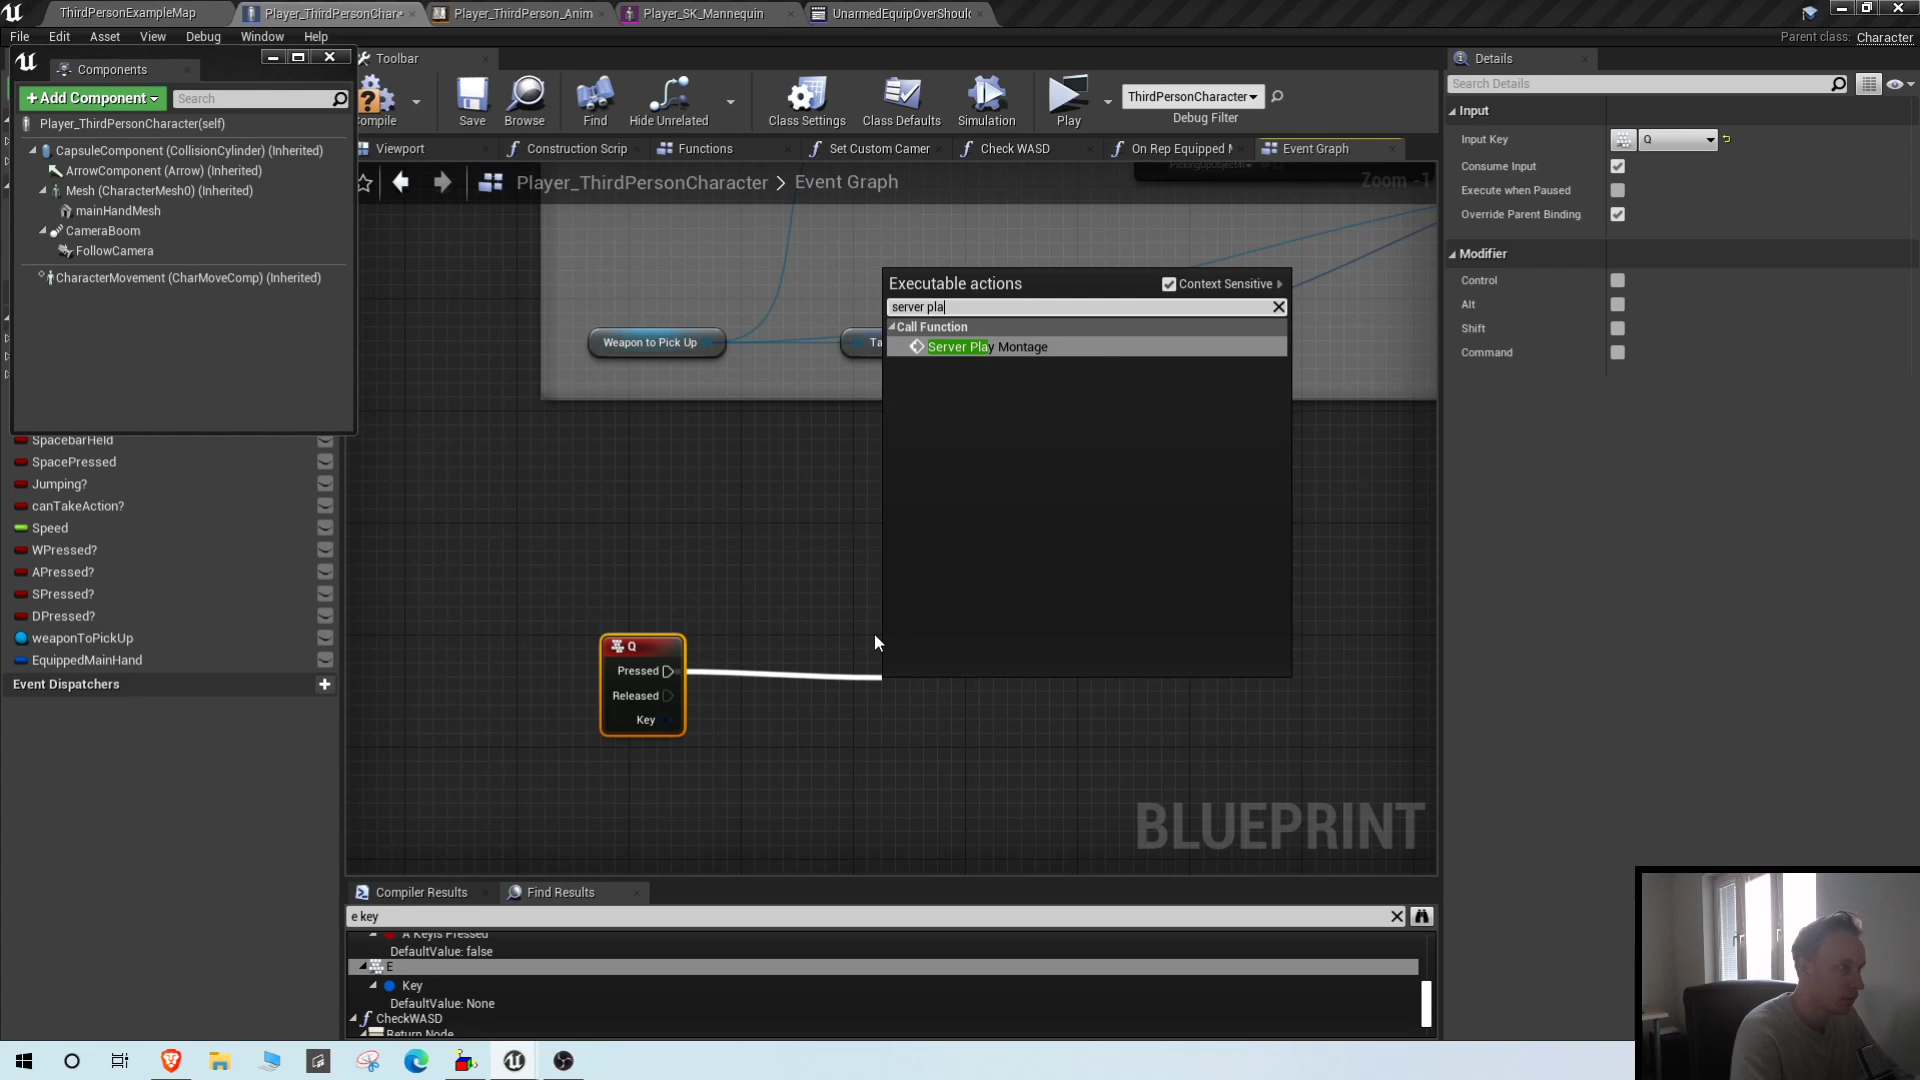 ThirdPersonExampleMap
Player_ThirdPersonChar
Player_ThirdPerson_Anim
Player_SK_Mannequin
UnarmedEquipOverShoul
File Edit Asset View Debug Window Help
Parent class: Character
Components
Toolbar
Details
+Add Component
Search
Search Details
Player_ThirdPersonCharacter(self)
CapsuleComponent (CollisionCylinder) (Inherited)
ArrowComponent (Arrow) (Inherited)
Mesh (CharacterMesh0) (Inherited)
mainHandMesh
CameraBoom
FollowCamera
CharacterMovement (CharMoveComp) (Inherited)
Compile
Save
Browse
Find
Hide Unrelated
Class Settings
Class Defaults
Simulation
Play
ThirdPersonCharacter
Debug Filter
Viewport
Construction Scrip
Functions
Set Custom Camer
Check WASD
On Rep Equipped M
Event Graph
Player_ThirdPersonCharacter > Event Graph
Zoom -1
Input
Input Key
Q
Consume Input
Execute when Paused
Override Parent Binding
Modifier
Control
Alt
Shift
Command
Executable actions
Context Sensitive
server pla
Call Function
Server Play Montage
Weapon to Pick Up
Ta
SpacebarHeld
SpacePressed
Jumping?
canTakeAction?
Speed
WPressed?
APressed?
SPressed?
DPressed?
weaponToPickUp
EquippedMainHand
Event Dispatchers
Q
Pressed
Released
Key
BLUEPRINT
Compiler Results
Find Results
e key
A Keyis Pressed
DefaultValue: false
E
Key
DefaultValue: None
CheckWASD
Return Node